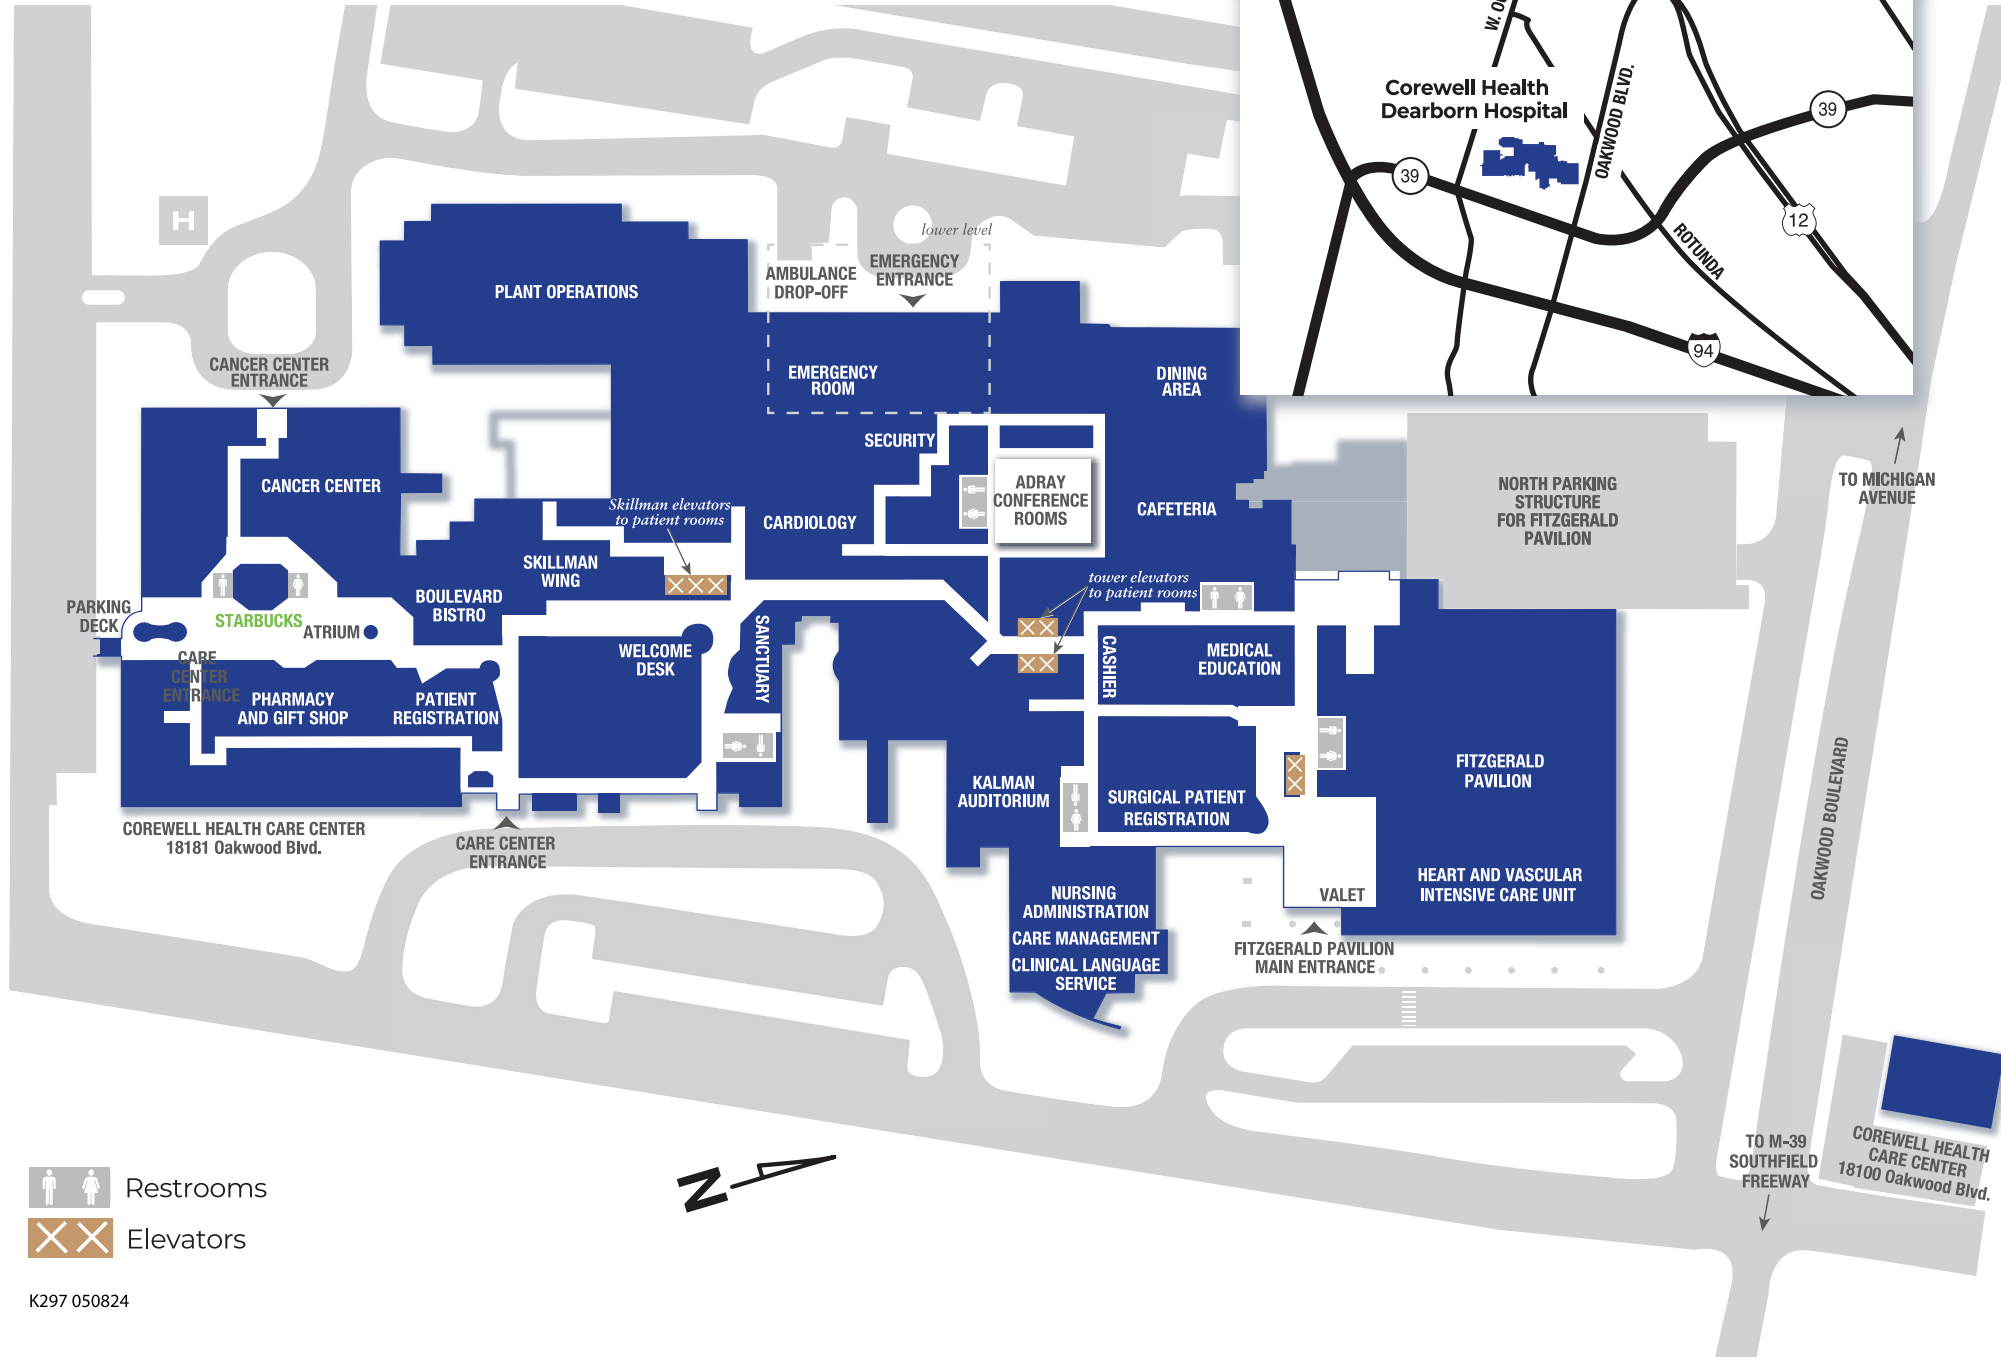 W. OU
Corewell Health
Dearborn Hospital
OAKWOOD BLVD.
39
39
12
ROTUNDA
94
H
lower level
AMBULANCE
DROP-OFF
EMERGENCY
ENTRANCE
PLANT OPERATIONS
CANCER CENTER
ENTRANCE
EMERGENCY
ROOM
DINING
AREA
SECURITY
CANCER CENTER
ADRAY
CONFERENCE
ROOMS
NORTH PARKING
STRUCTURE
FOR FITZGERALD
PAVILION
TO MICHIGAN
AVENUE
Skillman elevators
to patient rooms
CARDIOLOGY
CAFETERIA
SKILLMAN
WING
tower elevators
to patient rooms
BOULEVARD
BISTRO
PARKING
DECK
STARBUCKS
ATRIUM
SANCTUARY
WELCOME
DESK
CASHIER
MEDICAL
EDUCATION
CARE
CENTER
ENTRANCE
PHARMACY
AND GIFT SHOP
PATIENT
REGISTRATION
FITZGERALD
PAVILION
OAKWOOD BOULEVARD
KALMAN
AUDITORIUM
SURGICAL PATIENT
REGISTRATION
COREWELL HEALTH CARE CENTER
18181 Oakwood Blvd.
CARE CENTER
ENTRANCE
HEART AND VASCULAR
INTENSIVE CARE UNIT
VALET
NURSING
ADMINISTRATION
CARE MANAGEMENT
CLINICAL LANGUAGE
SERVICE
FITZGERALD PAVILION
MAIN ENTRANCE
TO M-39
SOUTHFIELD
FREEWAY
COREWELL HEALTH
CARE CENTER
18100 Oakwood Blvd.
N
Restrooms
Elevators
K297 050824